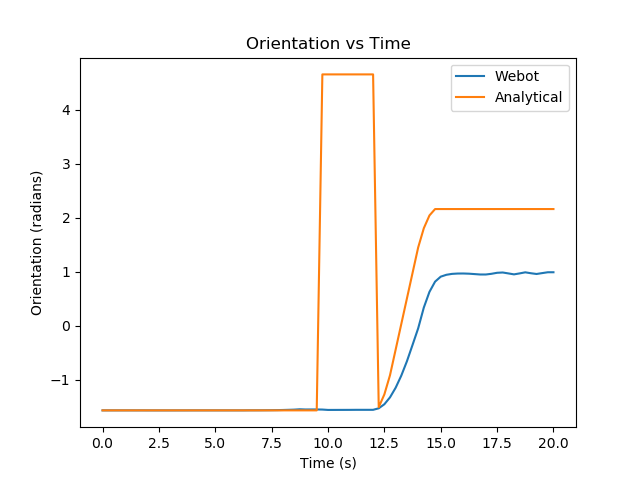 Orientation vs Time
Webot
Analytical
Orientation (radians)
4
3
2
1
0
−1
0.0 2.5 5.0 7.5 10.0 12.5 15.0 17.5 20.0
Time (s)